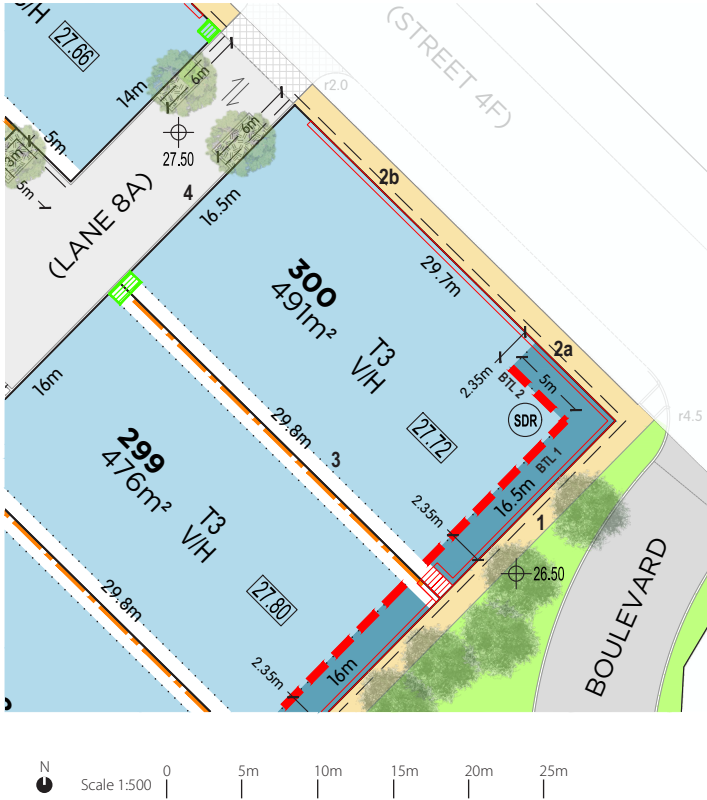 V/H
27.66
14m
6m
(STREET 4F)
r2.0
5m
3m
5m
27.50
6m
2b
4
16.5m
(LANE 8A)
29.7m
300
491m²
T3
V/H
2a
2.35m
5m
BTL 2
SDR
r4.5
16m
29.8m
27.72
BTL 1
299
476m²
3
16.5m
2.35m
1
T3
V/H
26.50
29.8m
27.80
BOULEVARD
2.35m
16m
N
Scale 1:500
0
5m
10m
15m
20m
25m